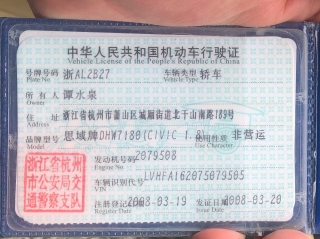 中华人民共和国机动车行驶证
Vehicle License of the People's Republic of China
号牌号码 浙AL2B27 车辆类型 轿车
Plate No. Vehicle Type
所有人 谭水泉
Owner
住址 浙江省杭州市萧山区城厢街道北干山南路189号
Address
品牌型号 思域牌DHW7180(CIVIC 1.8) 使用性质 非营运
Model Use Character
浙江省杭州
市公安局交
通警察支队
发动机号码 2079508
Engine No.
车辆识别代号 LVHFA162075079505
VIN
注册登记日期 2008-03-19 发证日期 2008-03-20
Register Date Issue Date